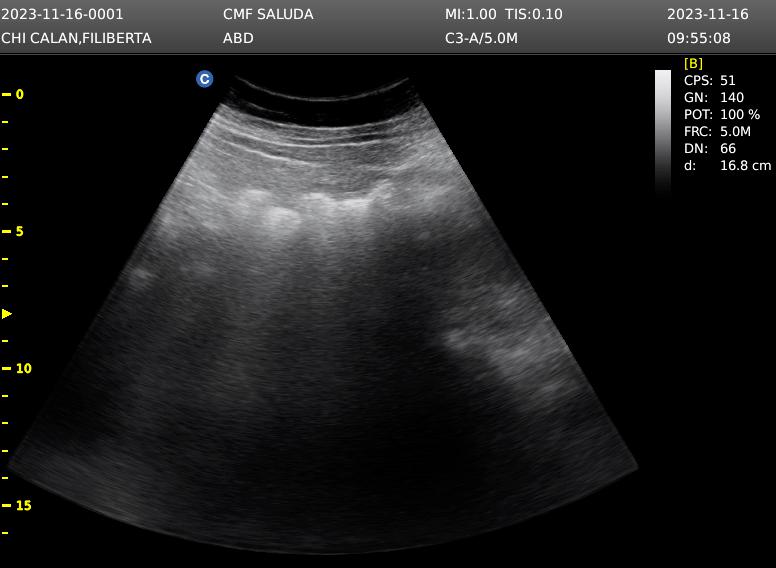 2023-11-16-0001 CMF SALUDA MI:1.00 TIS:0.10 2023-11-16
CHI CALAN,FILIBERTA ABD C3-A/5.0M 09:55:08
C
[B]
CPS: 51
GN: 140
POT: 100 %
FRC: 5.0M
DN: 66
d: 16.8 cm
0
5
10
15